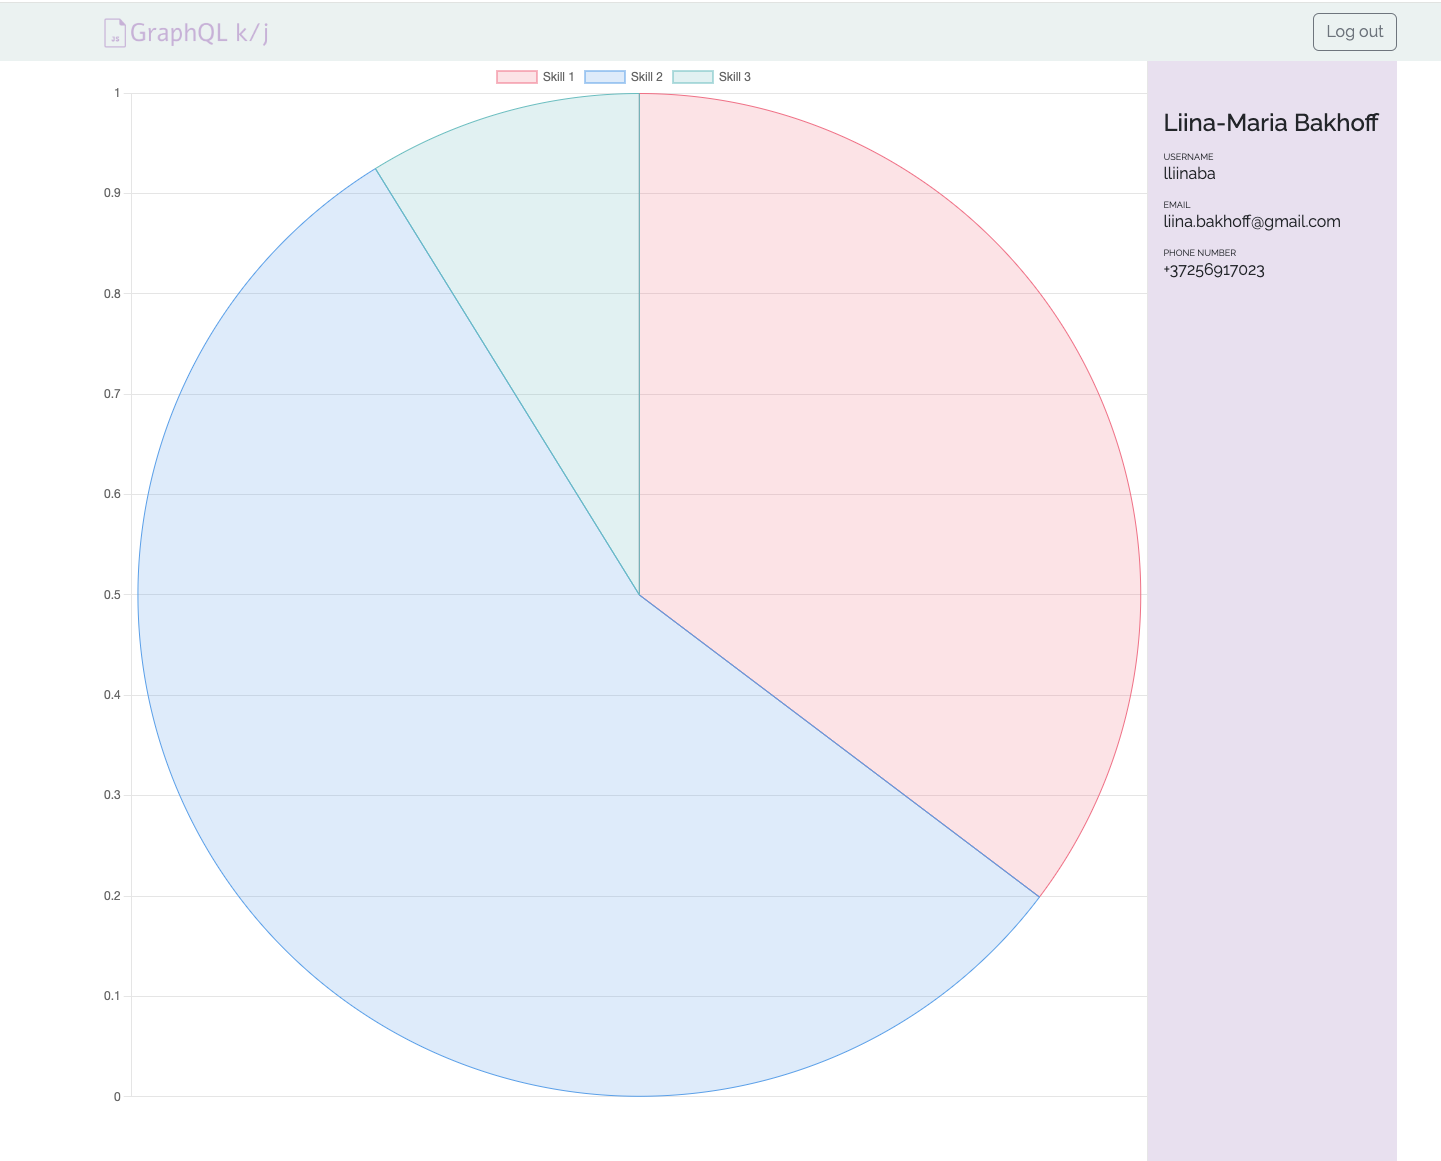 JS GraphQL k/j
Log out
Skill 1 Skill 2 Skill 3
1
0.9
0.8
0.7
0.6
0.5
0.4
0.3
0.2
0.1
0
Liina-Maria Bakhoff
USERNAME
lliinaba
EMAIL
liina.bakhoff@gmail.com
PHONE NUMBER
+37256917023